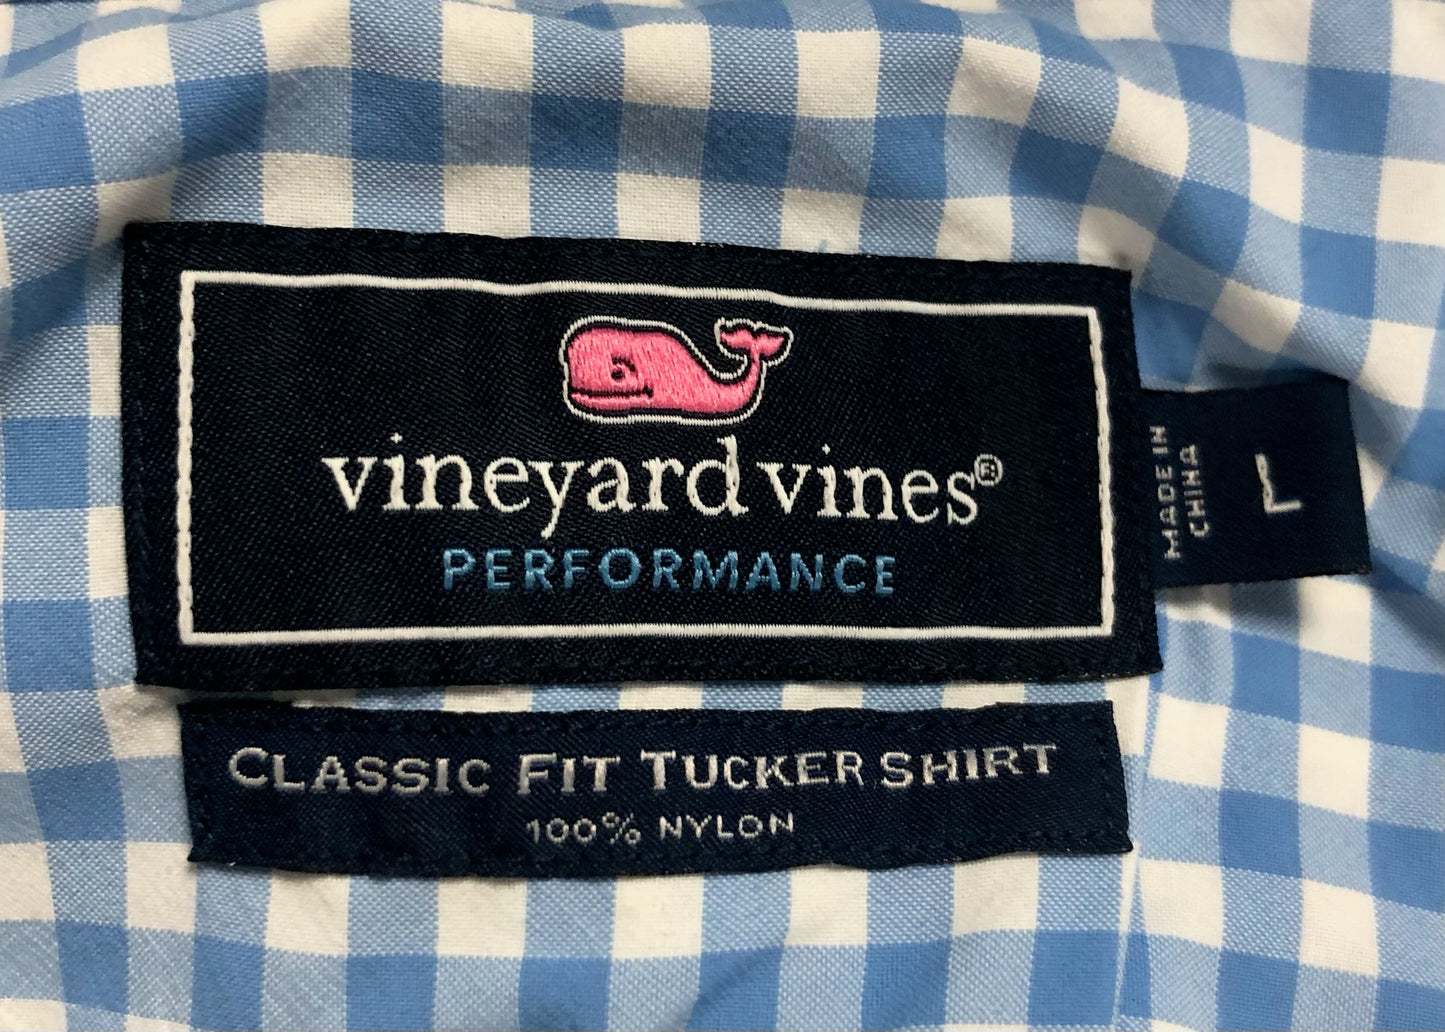 vineyard vines®
PERFORMANCE
MADE IN
CHINA
L
CLASSIC FIT TUCKER SHIRT
100% NYLON